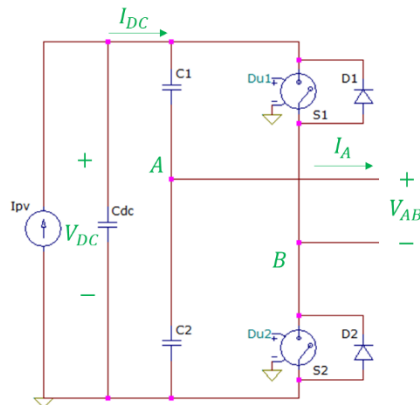 I_DC
C1
Du1
D1
S1
A
I_A
+
+
Ipv
V_DC
Cdc
V_AB
−
B
−
C2
Du2
D2
S2